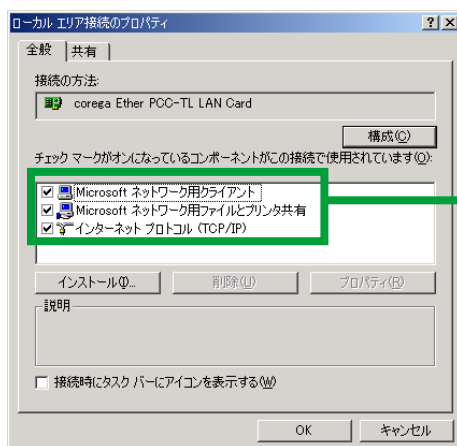 ローカル エリア接続のプロパティ
全般
共有
接続の方法:
corega Ether PCC-TL LAN Card
構成(C)
チェック マークがオンになっているコンポーネントがこの接続で使用されています(O):
Microsoft ネットワーク用クライアント
Microsoft ネットワーク用ファイルとプリンタ共有
インターネット プロトコル (TCP/IP)
インストール(I)...
削除(U)
プロパティ(R)
説明
接続時にタスク バーにアイコンを表示する(W)
OK
キャンセル